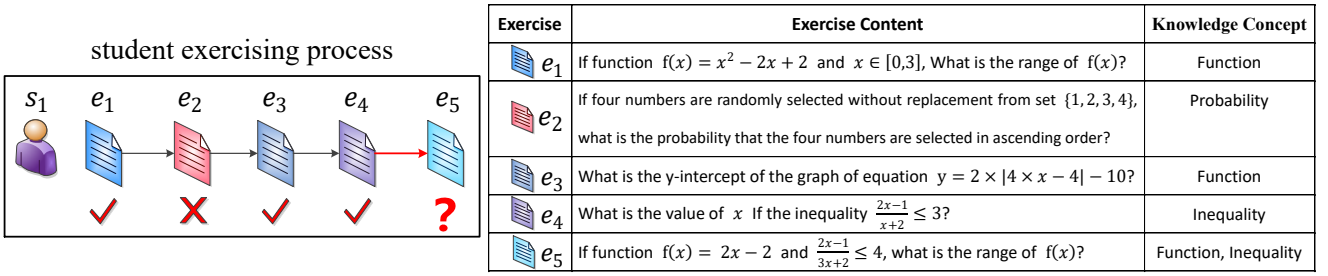 student exercising process
s₁ e₁ e₂ e₃ e₄ e₅
?
Exercise Exercise Content Knowledge Concept
e₁ If function f(x) = x² − 2x + 2 and x ∈ [0,3], What is the range of f(x)? Function
e₂ If four numbers are randomly selected without replacement from set {1, 2, 3, 4}, Probability
what is the probability that the four numbers are selected in ascending order?
e₃ What is the y-intercept of the graph of equation y = 2 × |4 × x − 4| − 10? Function
e₄ What is the value of x If the inequality (2x−1)/(x+2) ≤ 3? Inequality
e₅ If function f(x) = 2x − 2 and (2x−1)/(3x+2) ≤ 4, what is the range of f(x)? Function, Inequality